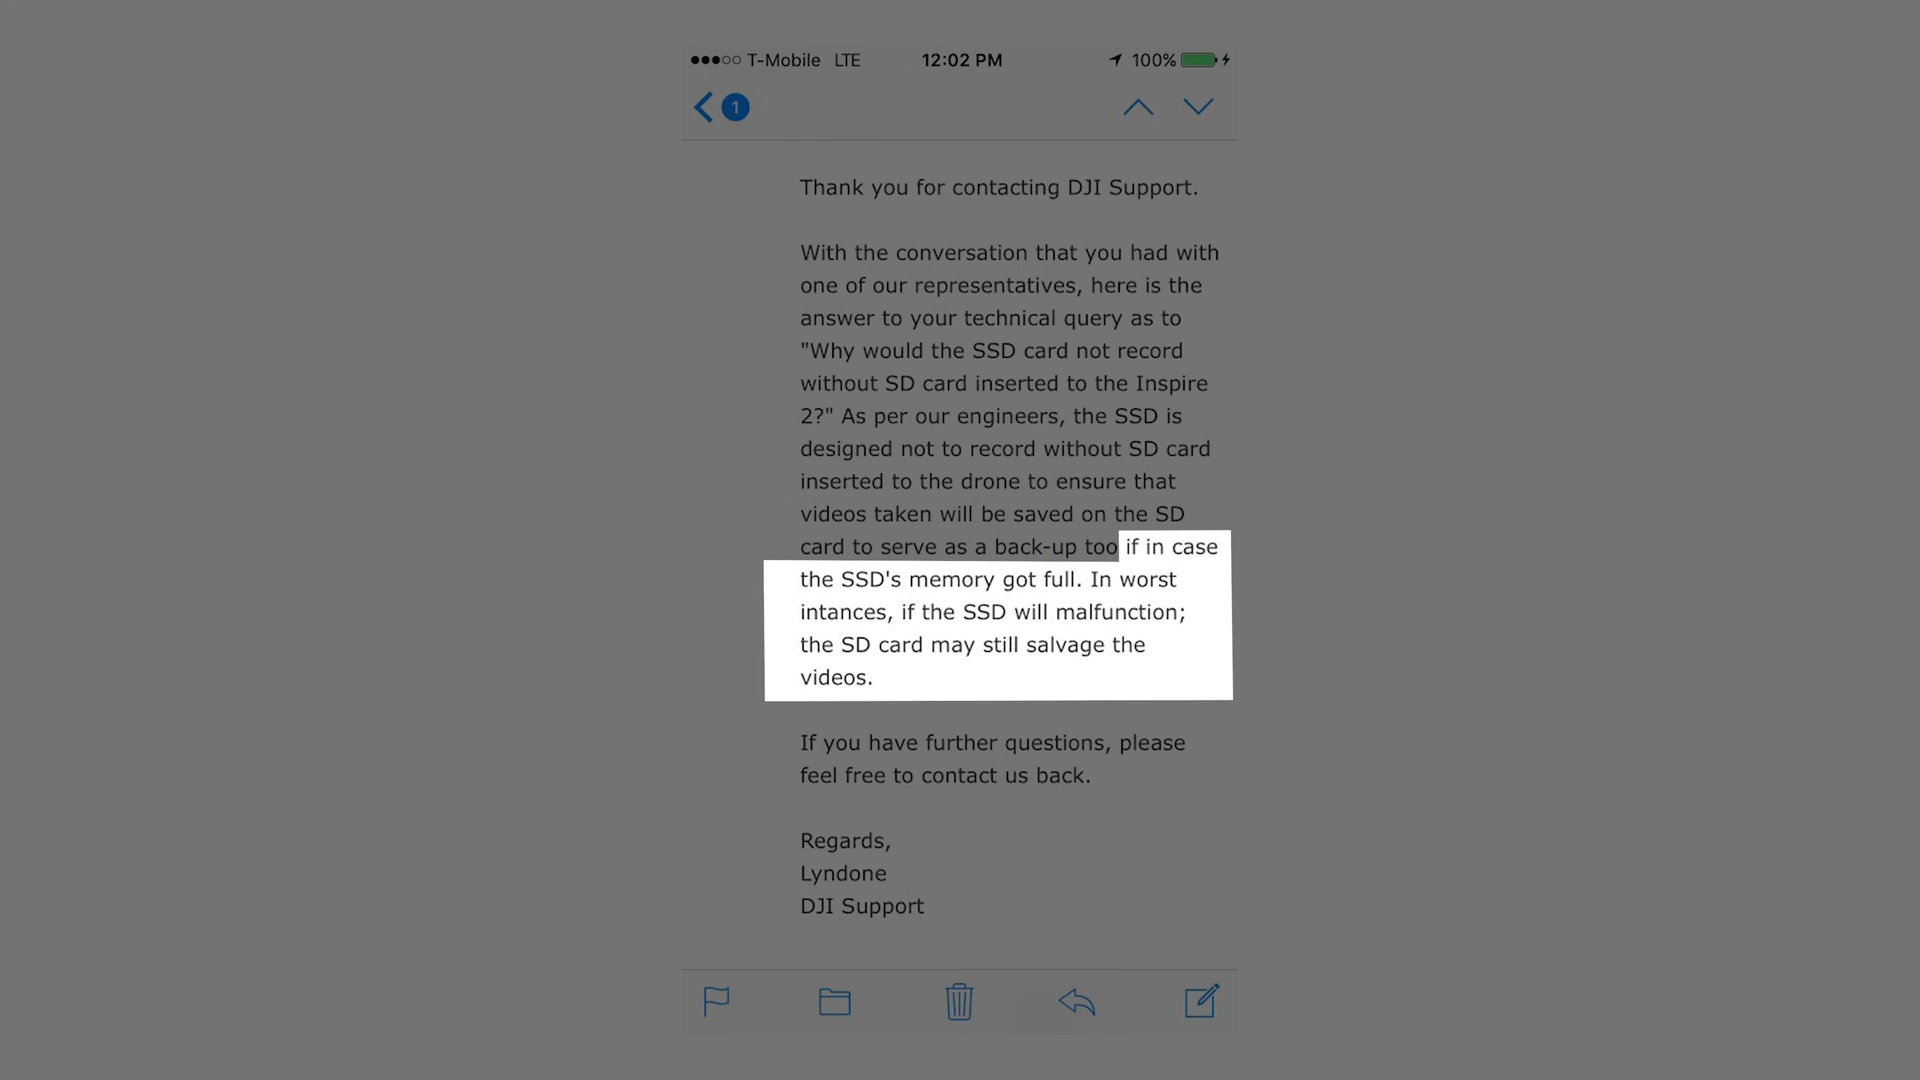 T-Mobile LTE 12:02 PM 100%
1
Thank you for contacting DJI Support.
With the conversation that you had with
one of our representatives, here is the
answer to your technical query as to
"Why would the SSD card not record
without SD card inserted to the Inspire
2?" As per our engineers, the SSD is
designed not to record without SD card
inserted to the drone to ensure that
videos taken will be saved on the SD
card to serve as a back-up too if in case
the SSD's memory got full. In worst
intances, if the SSD will malfunction;
the SD card may still salvage the
videos.
If you have further questions, please
feel free to contact us back.
Regards,
Lyndone
DJI Support